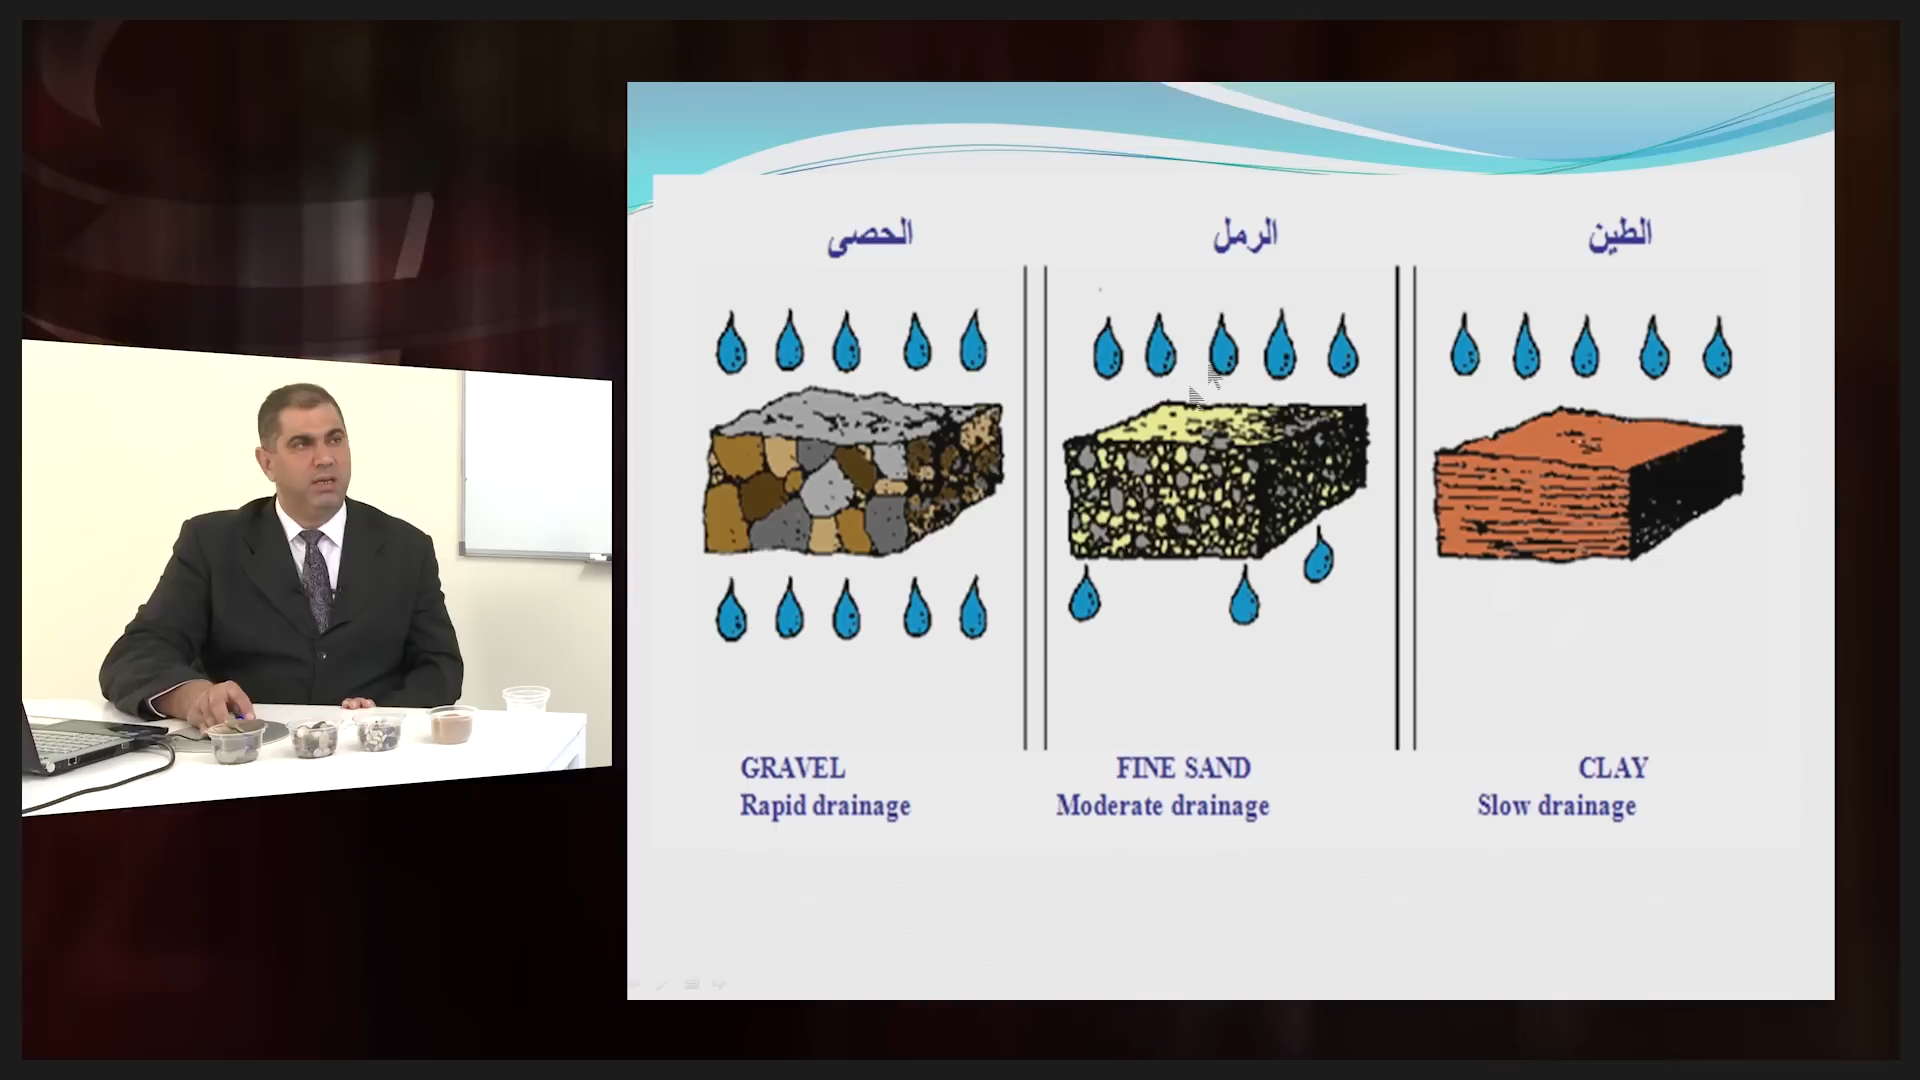 الطين
الرمل
الحصى
GRAVEL
Rapid drainage
FINE SAND
Moderate drainage
CLAY
Slow drainage